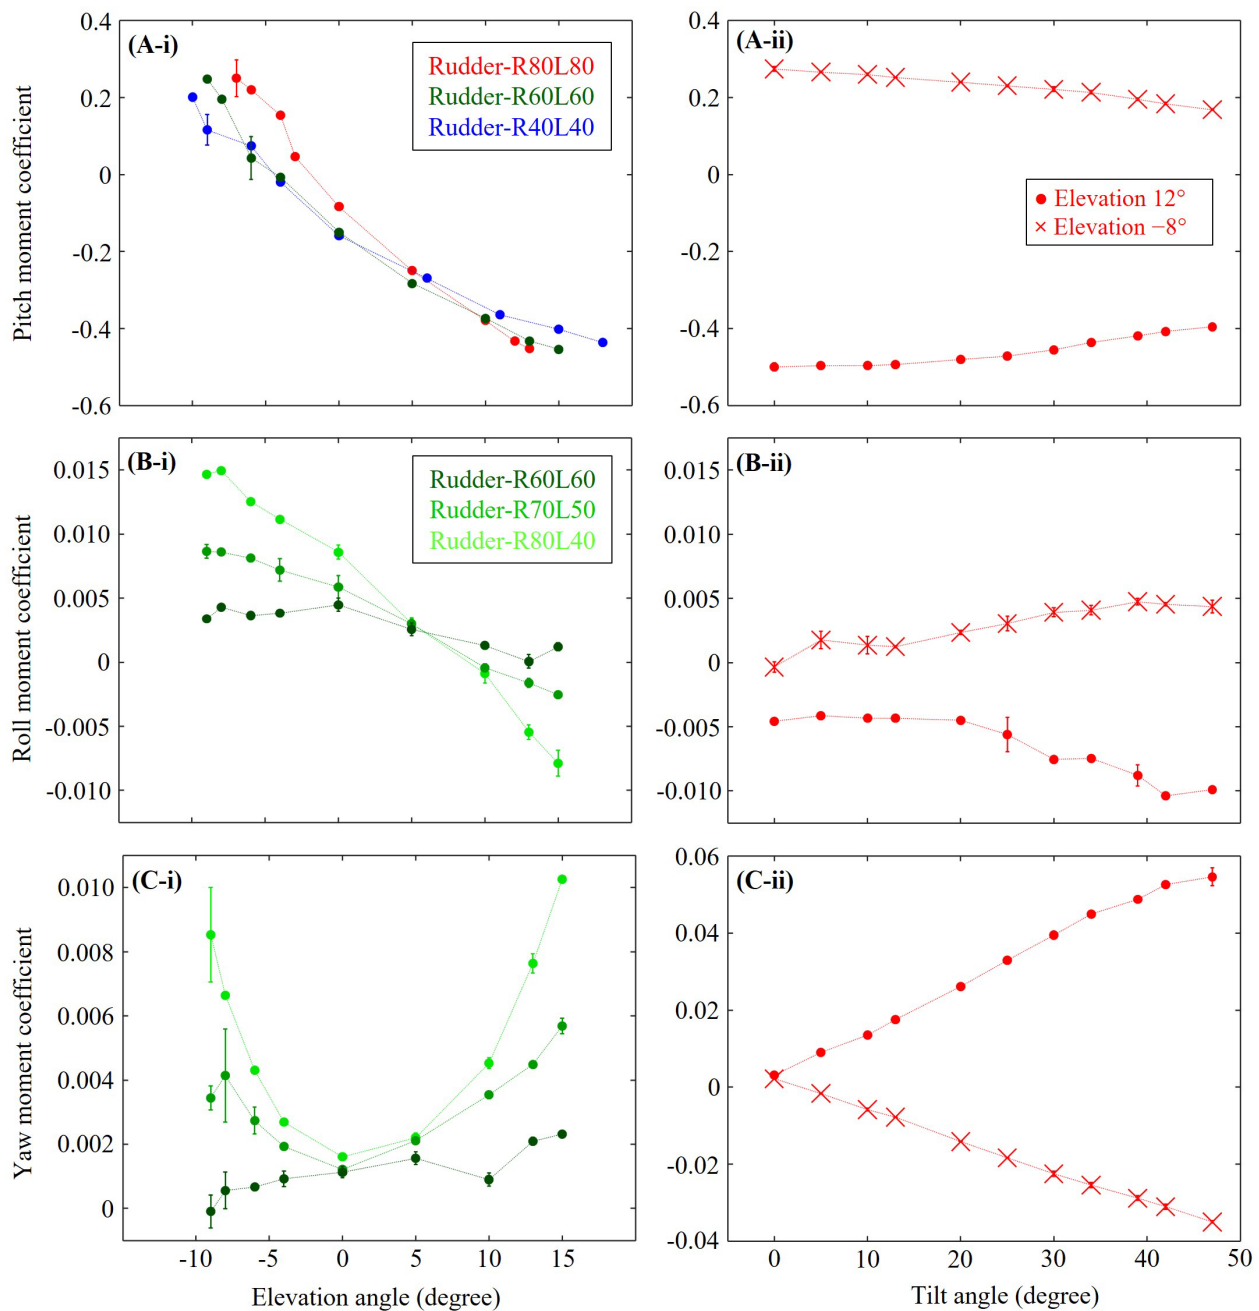 (A-i)
Rudder-R80L80
Rudder-R60L60
Rudder-R40L40
0.4
0.2
0
-0.2
-0.4
-0.6
Pitch moment coefficient
(A-ii)
0.4
0.2
0
-0.2
-0.4
-0.6
Elevation 12°
Elevation −8°
(B-i)
Rudder-R60L60
Rudder-R70L50
Rudder-R80L40
0.015
0.010
0.005
0
-0.005
-0.010
Roll moment coefficient
(B-ii)
0.015
0.010
0.005
0
-0.005
-0.010
(C-i)
0.010
0.008
0.006
0.004
0.002
0
Yaw moment coefficient
-10 -5 0 5 10 15
Elevation angle (degree)
(C-ii)
0.06
0.04
0.02
0
-0.02
-0.04
0 10 20 30 40 50
Tilt angle (degree)